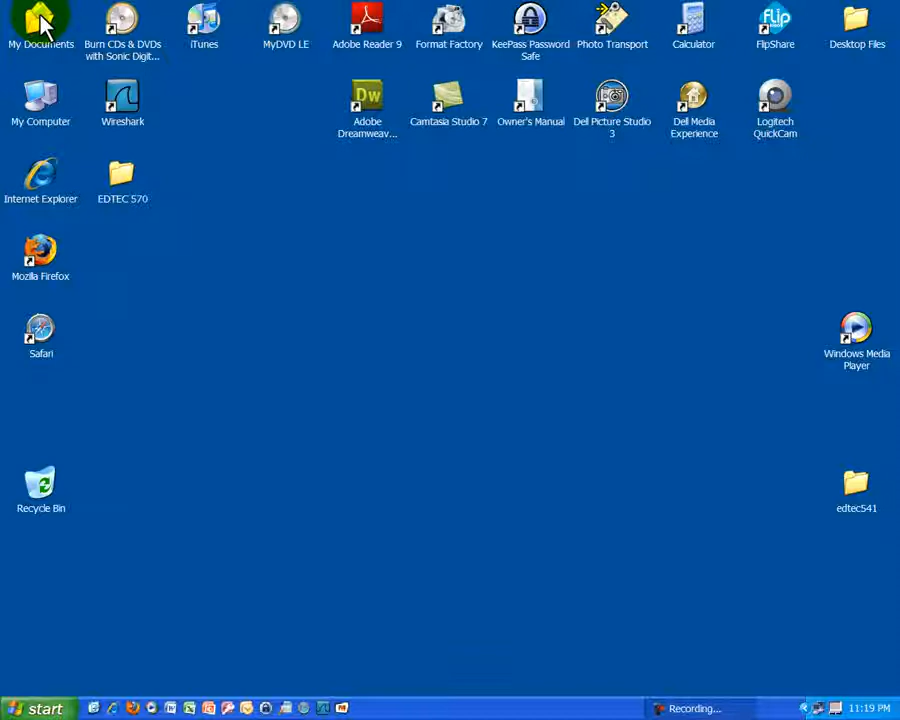 My Documents
Burn CDs & DVDs
with Sonic Digit...
iTunes
MyDVD LE
Adobe Reader 9
Format Factory
KeePass Password
Safe
Photo Transport
Calculator
flip
FlipShare
Desktop Files
My Computer
Wireshark
Dw
Adobe
Dreamweav...
Camtasia Studio 7
Owner's Manual
Dell Picture Studio
3
Dell Media
Experience
Logitech
QuickCam
Internet Explorer
EDTEC 570
Mozilla Firefox
Safari
Windows Media
Player
Recycle Bin
edtec541
start
Recording...
11:19 PM